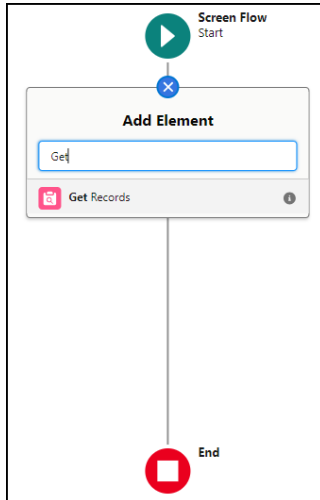 Screen Flow
Start
Add Element
Get
Get Records
End